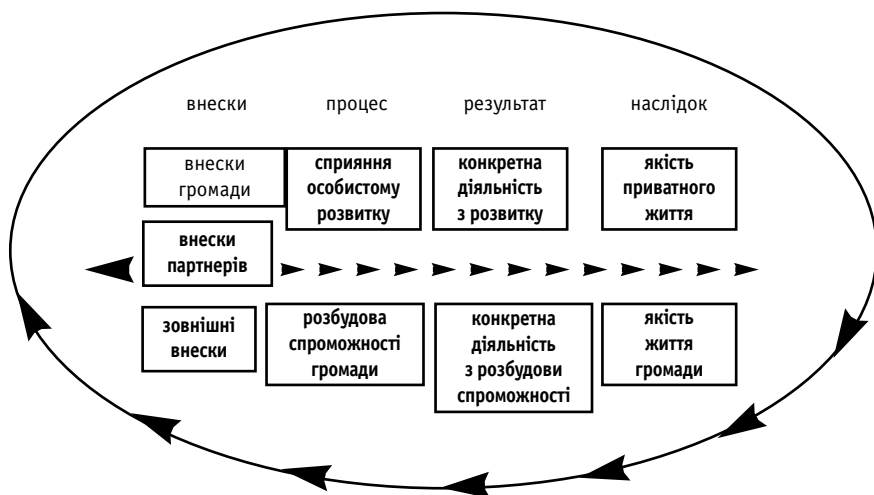 внески
процес
результат
наслідок
внески
громади
сприяння
особистому
розвитку
конкретна
діяльність
з розвитку
якість
приватного
життя
внески
партнерів
зовнішні
внески
розбудова
спроможності
громади
конкретна
діяльність
з розбудови
спроможності
якість
життя
громади